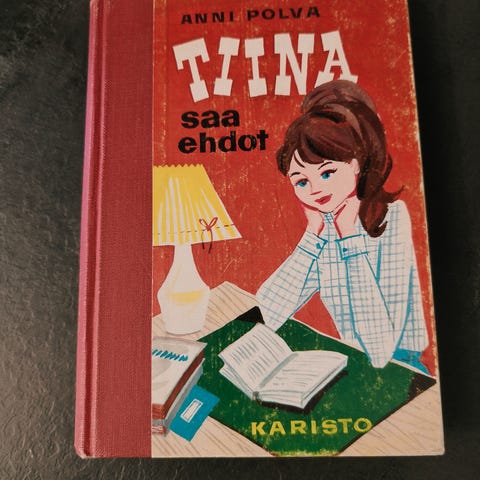 ANNI POLVA
TIINA
saa
ehdot
KARISTO